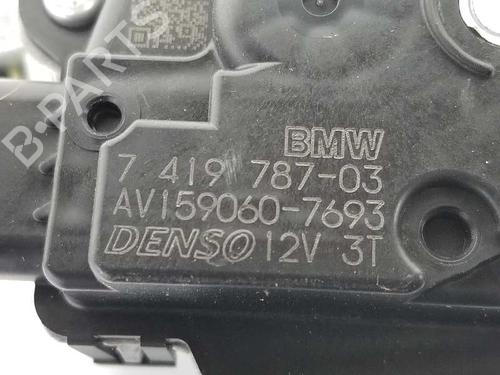 B-PARTS
BMW
7 419 787-03
AV159060-7693
DENSO 12V 3T